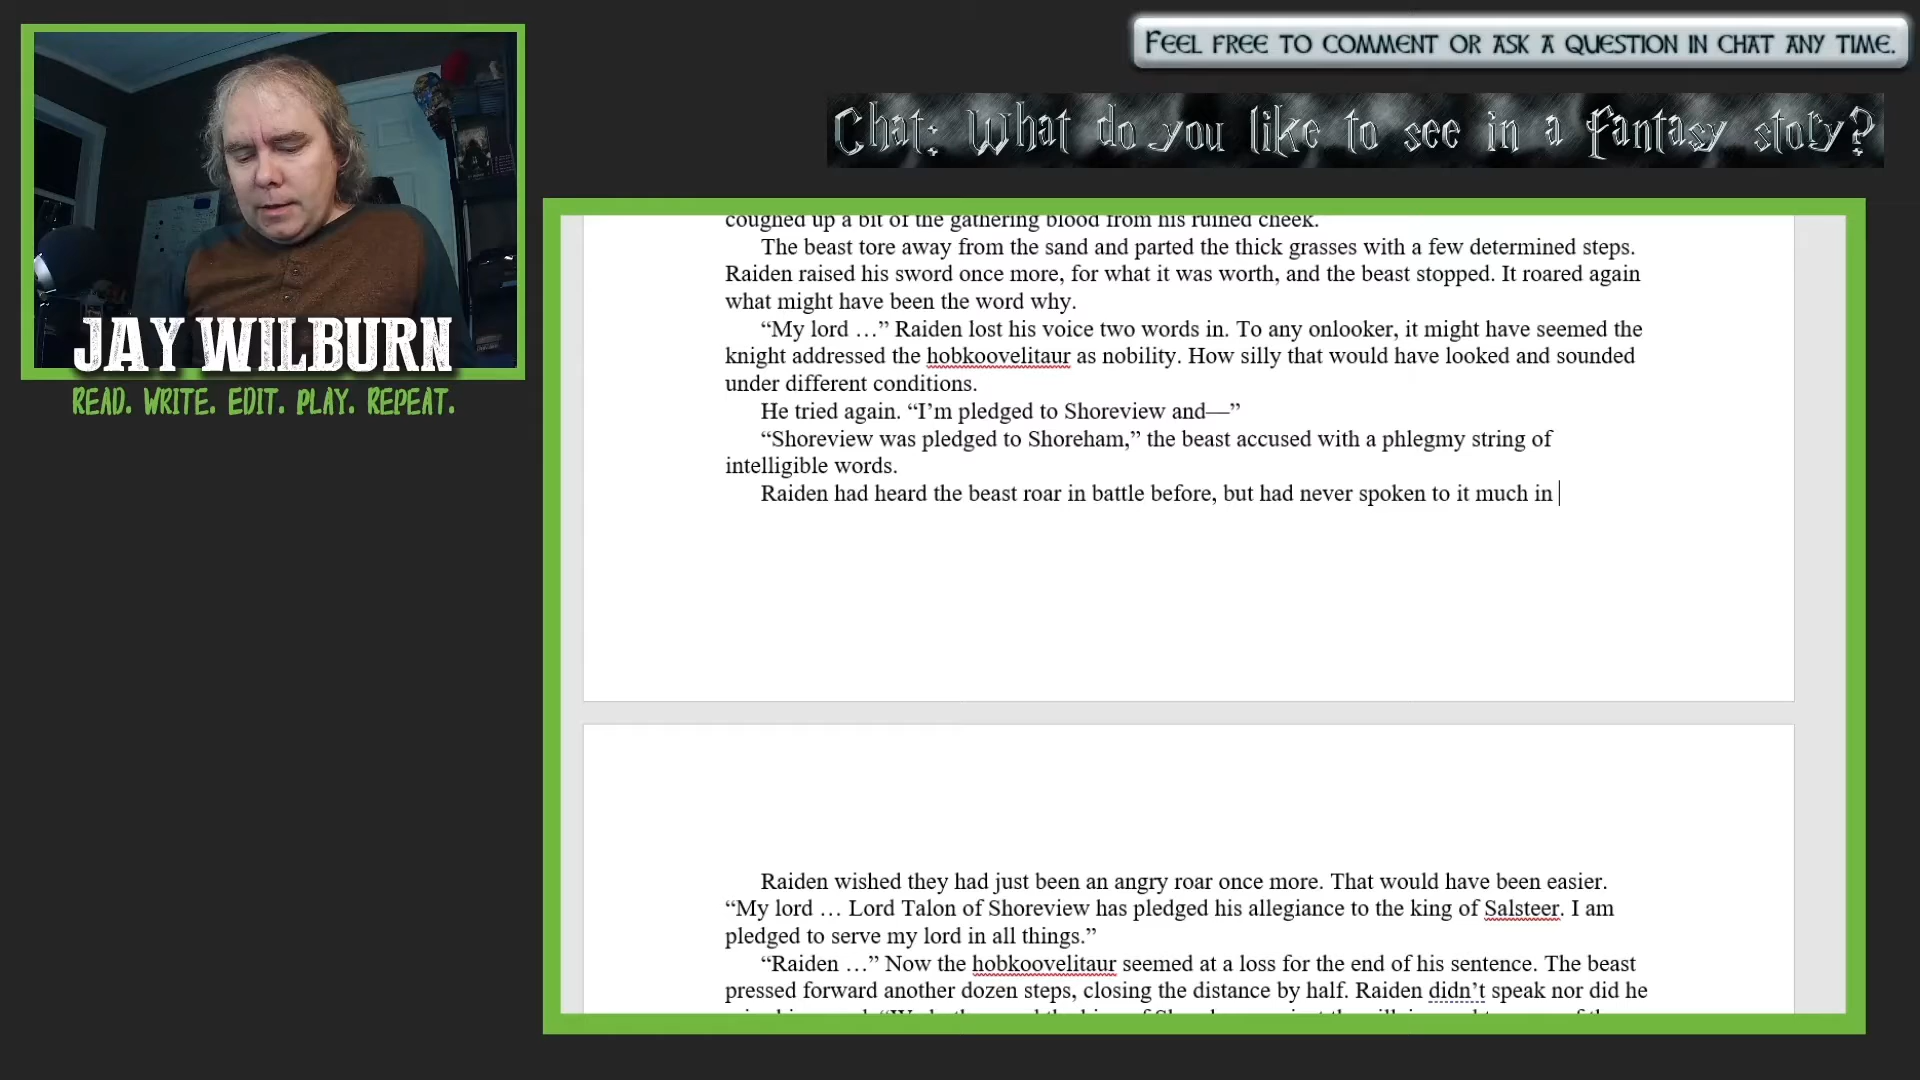 FEEL FREE TO COMMENT OR ASK A QUESTION IN CHAT ANY TIME.
Chat: What do you like to see in a fantasy story?
JAY WILBURN
READ. WRITE. EDIT. PLAY. REPEAT.
coughed up a bit of the gathering blood from his ruined cheek.
The beast tore away from the sand and parted the thick grasses with a few determined steps.
Raiden raised his sword once more, for what it was worth, and the beast stopped. It roared again
what might have been the word why.
“My lord …” Raiden lost his voice two words in. To any onlooker, it might have seemed the
knight addressed the hobkoovelitaur as nobility. How silly that would have looked and sounded
under different conditions.
He tried again. “I’m pledged to Shoreview and—”
“Shoreview was pledged to Shoreham,” the beast accused with a phlegmy string of
intelligible words.
Raiden had heard the beast roar in battle before, but had never spoken to it much in
Raiden wished they had just been an angry roar once more. That would have been easier.
“My lord … Lord Talon of Shoreview has pledged his allegiance to the king of Salsteer. I am
pledged to serve my lord in all things.”
“Raiden …” Now the hobkoovelitaur seemed at a loss for the end of his sentence. The beast
pressed forward another dozen steps, closing the distance by half. Raiden didn’t speak nor did he